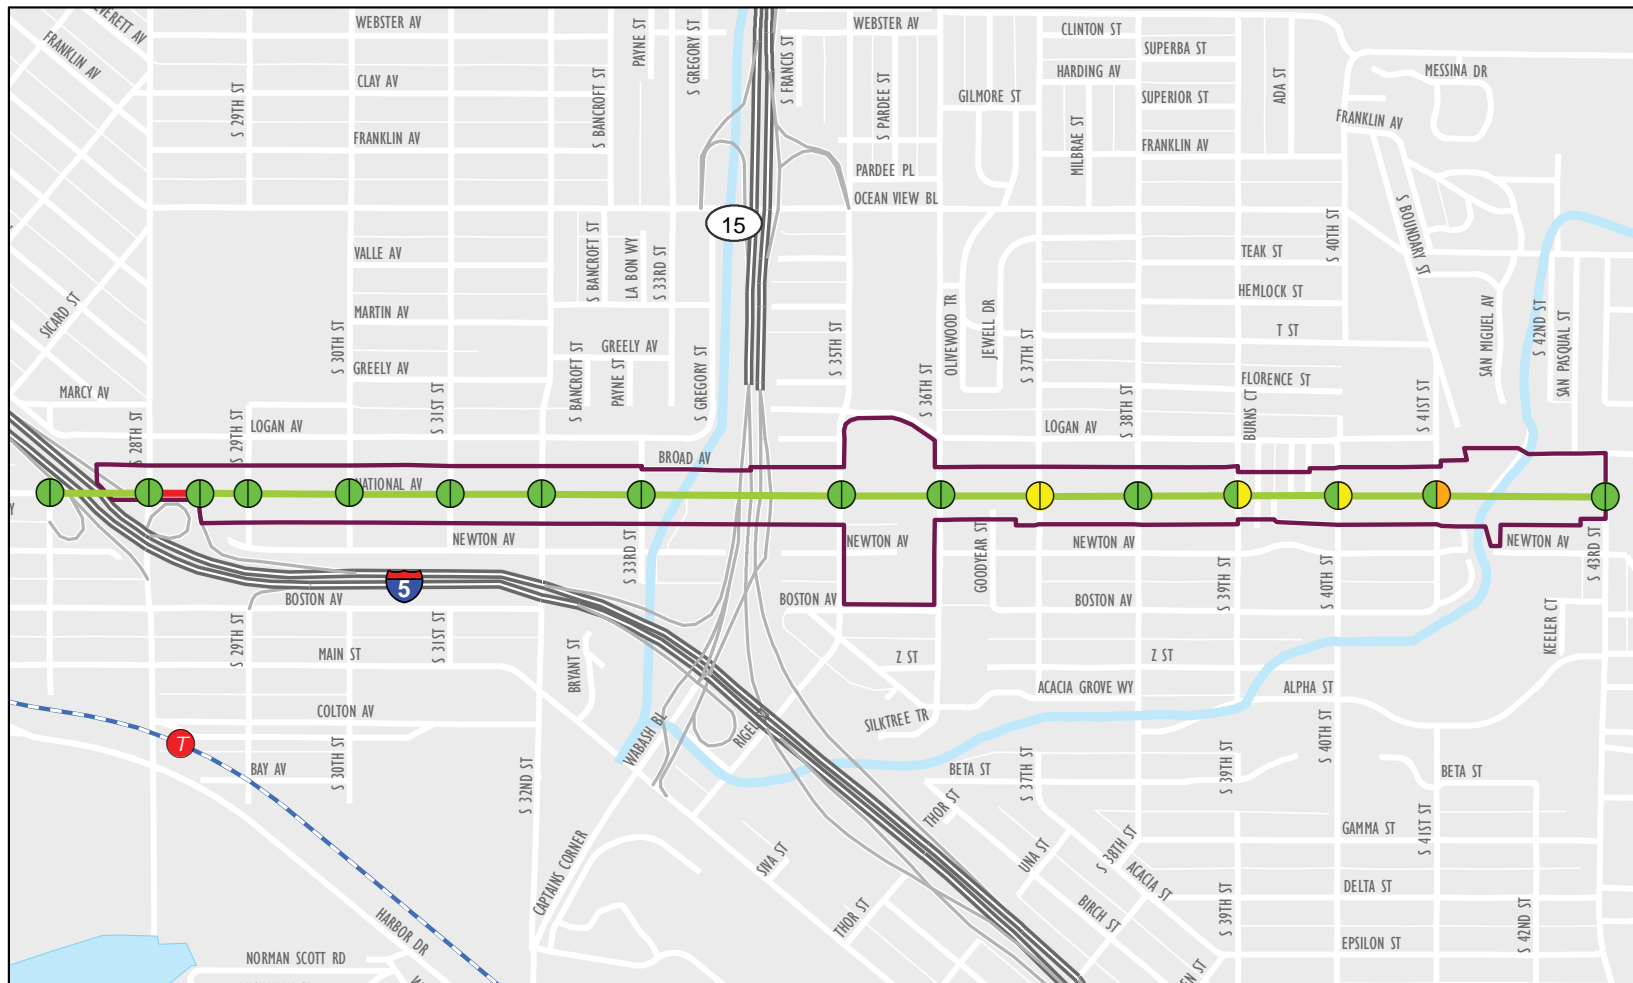 EVERETT AV
FRANKLIN AV
WEBSTER AV
PAYNE ST
S GREGORY ST
S FRANCIS ST
WEBSTER AV
CLINTON ST
SUPERBA ST
CLAY AV
S 29TH ST
S BANCROFT ST
S PARDEE ST
GILMORE ST
HARDING AV
SUPERIOR ST
ADA ST
MESSINA DR
FRANKLIN AV
FRANKLIN AV
MILBRAE ST
FRANKLIN AV
PARDEE PL
OCEAN VIEW BL
15
S BOUNDARY ST
S 40TH ST
VALLE AV
S BANCROFT ST
LA BON WY
S 33RD ST
TEAK ST
HEMLOCK ST
SICARD ST
MARTIN AV
S 30TH ST
GREELY AV
GREELY AV
S BANCROFT ST
PAYNE ST
S GREGORY ST
S 35TH ST
OLIVEWOOD TR
JEWELL DR
S 37TH ST
T ST
SAN MIGUEL AV
S 42ND ST
SAN PASQUAL ST
MARCY AV
S 28TH ST
S 29TH ST
LOGAN AV
S 31ST ST
S 36TH ST
FLORENCE ST
LOGAN AV
S 38TH ST
BURNS CT
S 41ST ST
BROAD AV
NATIONAL AV
Y
NEWTON AV
S 33RD ST
NEWTON AV
GOODYEAR ST
NEWTON AV
S 39TH ST
S 40TH ST
NEWTON AV
S 43RD ST
5
BOSTON AV
BOSTON AV
BOSTON AV
S 29TH ST
S 31ST ST
KEELER CT
MAIN ST
BRYANT ST
Z ST
Z ST
ACACIA GROVE WY
ALPHA ST
COLTON AV
WABASH BL
SILKTREE TR
S 40TH ST
T
S 30TH ST
BAY AV
S 32ND ST
BETA ST
S 37TH ST
S 39TH ST
BETA ST
THOR ST
S 41ST ST
GAMMA ST
CAPTAINS CORNER
SIVA ST
UNA ST
S 38TH ST
ACACIA ST
DELTA ST
HARBOR DR
THOR ST
BIRCH ST
S 39TH ST
S 42ND ST
EPSILON ST
NORMAN SCOTT RD
EN ST